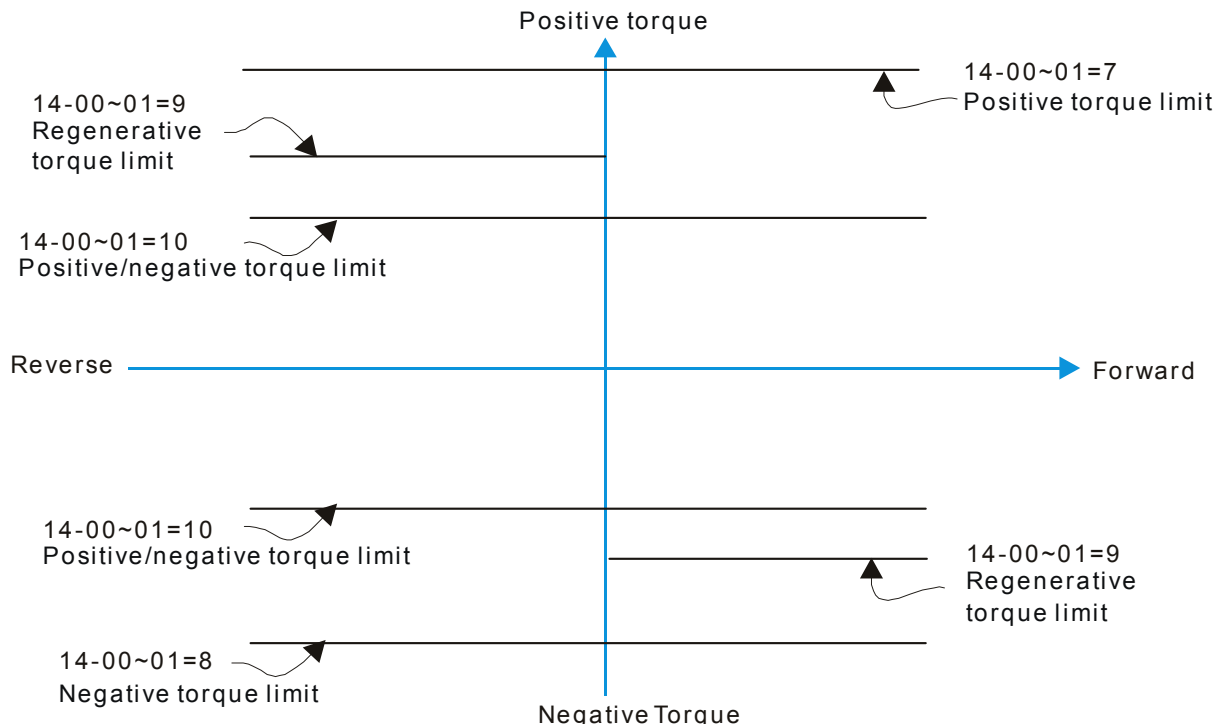 Positive torque
14-00~01=7
Positive torque limit
14-00~01=9
Regenerative
torque limit
14-00~01=10
Positive/negative torque limit
Reverse
Forward
14-00~01=10
Positive/negative torque limit
14-00~01=9
Regenerative
torque limit
14-00~01=8
Negative torque limit
Negative Torque